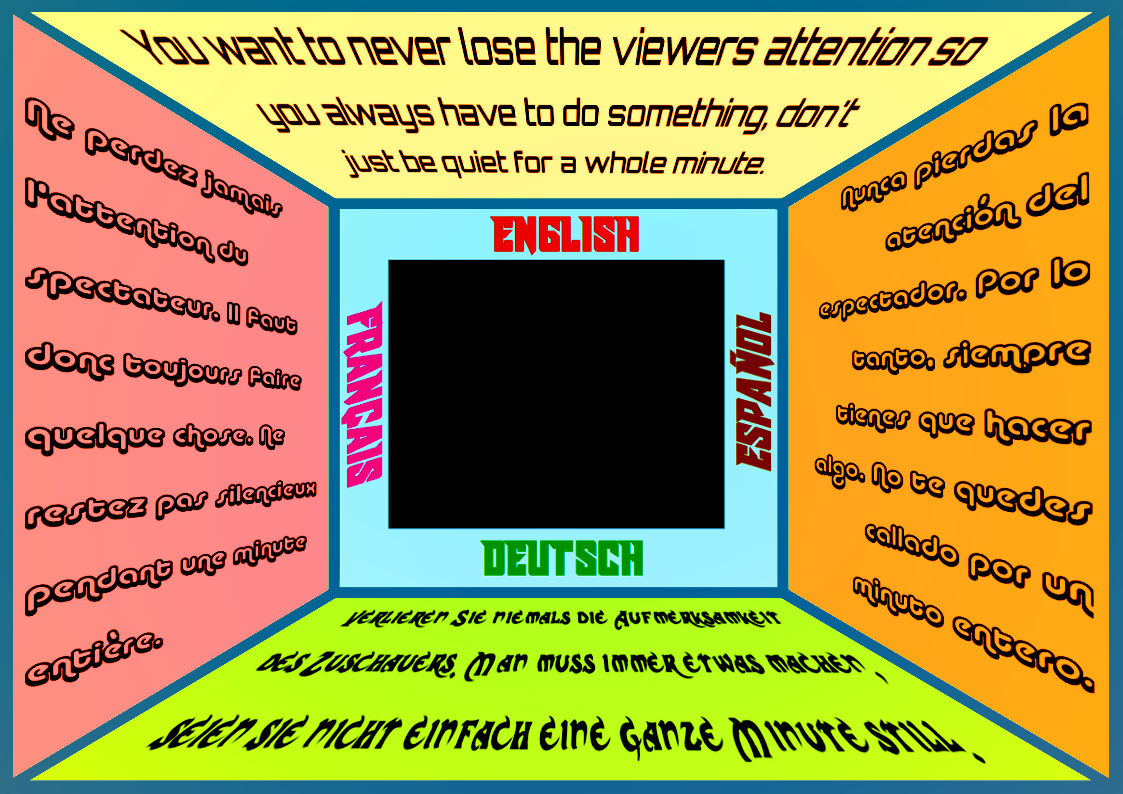 You want to never lose the viewers attention so
you always have to do something, don't
just be quiet for a whole minute.
Ne perdez jamais
l'attention du
spectateur. Il faut
donc toujours faire
quelque chose. Ne
restez pas silencieux
pendant une minute
entière.
ENGLISH
FRANÇAIS
ESPAÑOL
DEUTSCH
Nunca pierdas la
atención del
espectador. Por lo
tanto, siempre
tienes que hacer
algo. No te quedes
callado por un
minuto entero.
Verlieren Sie niemals die Aufmerksamkeit
des Zuschauers. Man muss immer etwas machen,
seien Sie nicht einfach eine ganze Minute still.